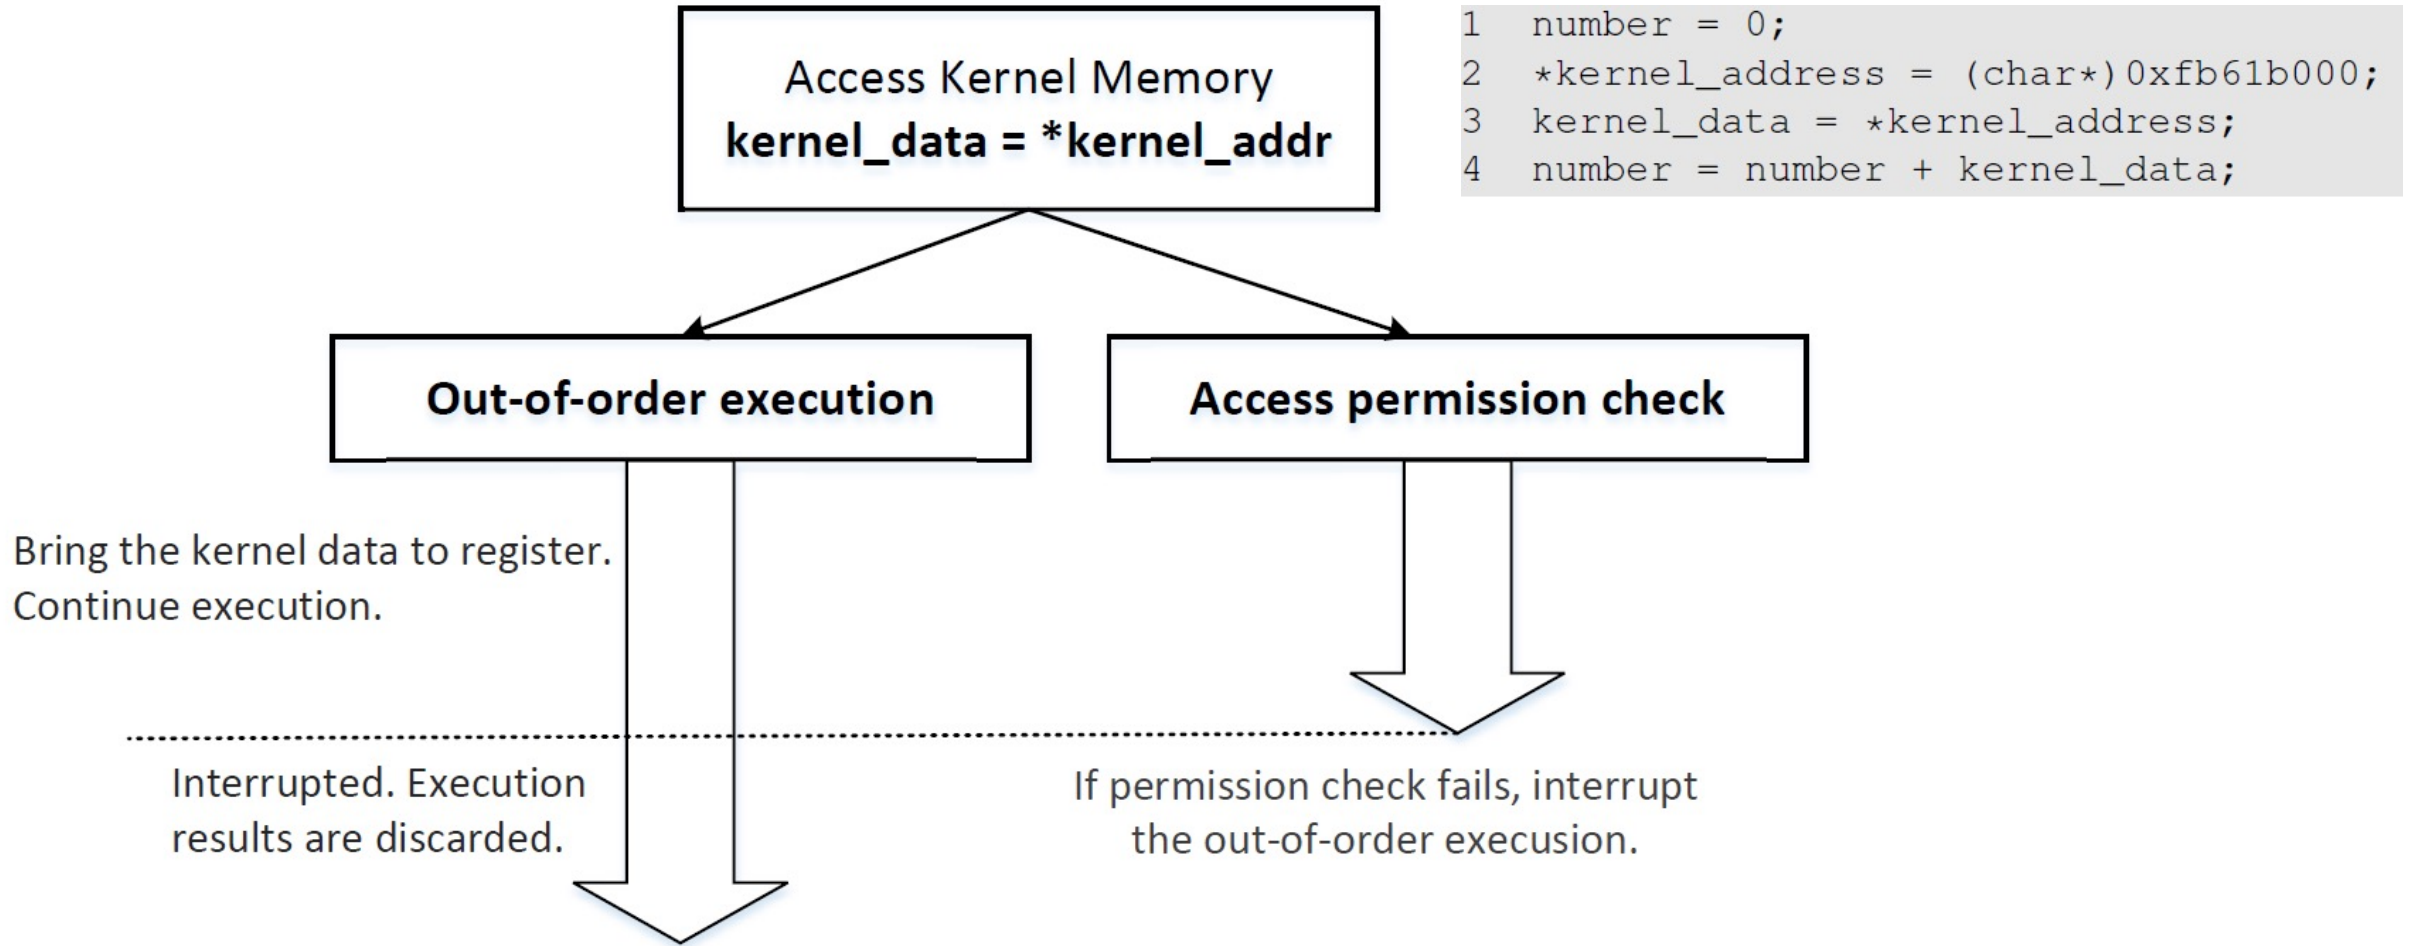 Access Kernel Memory
kernel_data = *kernel_addr
1 number = 0;
2 *kernel_address = (char*)0xfb61b000;
3 kernel_data = *kernel_address;
4 number = number + kernel_data;
Out-of-order execution
Access permission check
Bring the kernel data to register.
Continue execution.
Interrupted. Execution
results are discarded.
If permission check fails, interrupt
the out-of-order execusion.